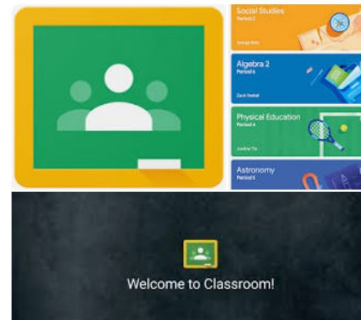 Social Studies
Period 2
Algebra 2
Period 6
Physical Education
Period 4
Astronomy
Period 5
Welcome to Classroom!